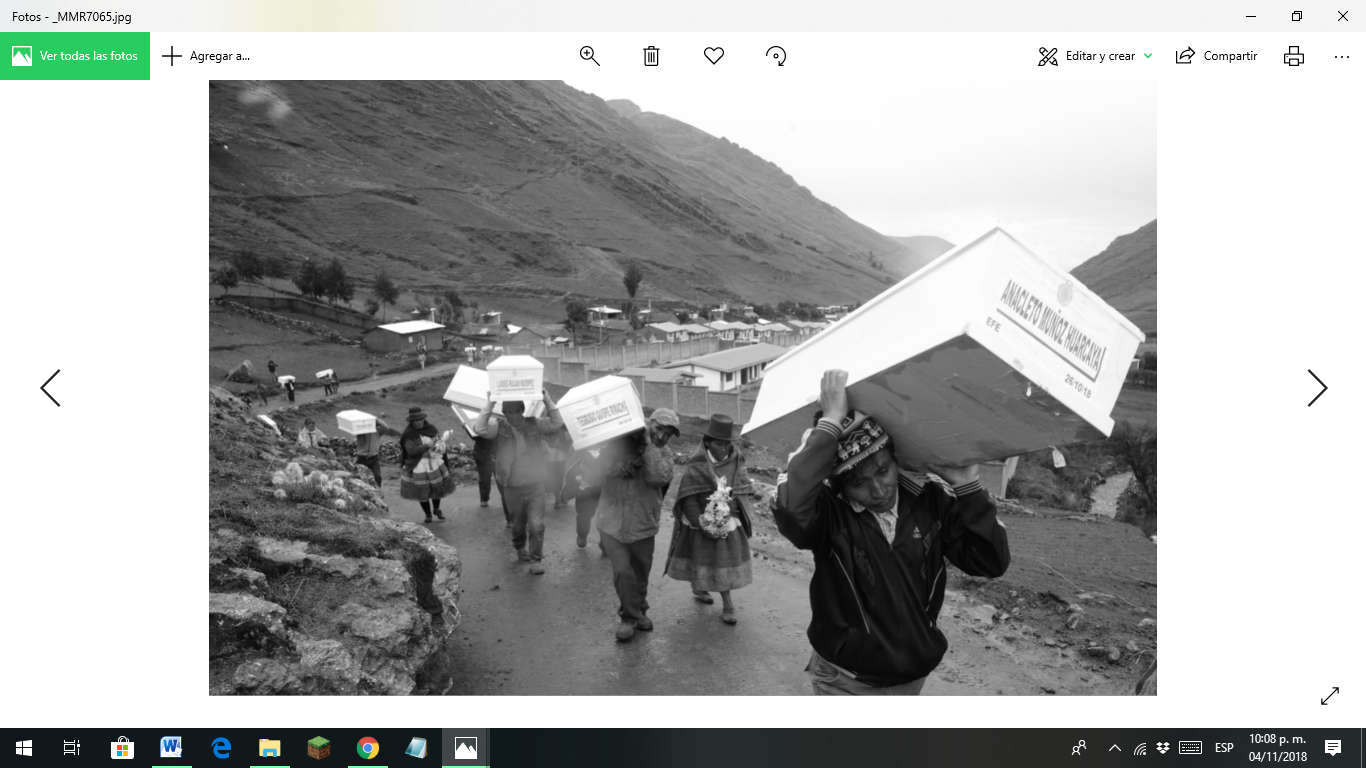 Fotos - _MMR7065.jpg
Ver todas las fotos
Agregar a...
Editar y crear
Compartir
ANACLETO MUÑOZ HUARCAYA
EFE
26/10/18
ESP
10:08 p. m.
04/11/2018